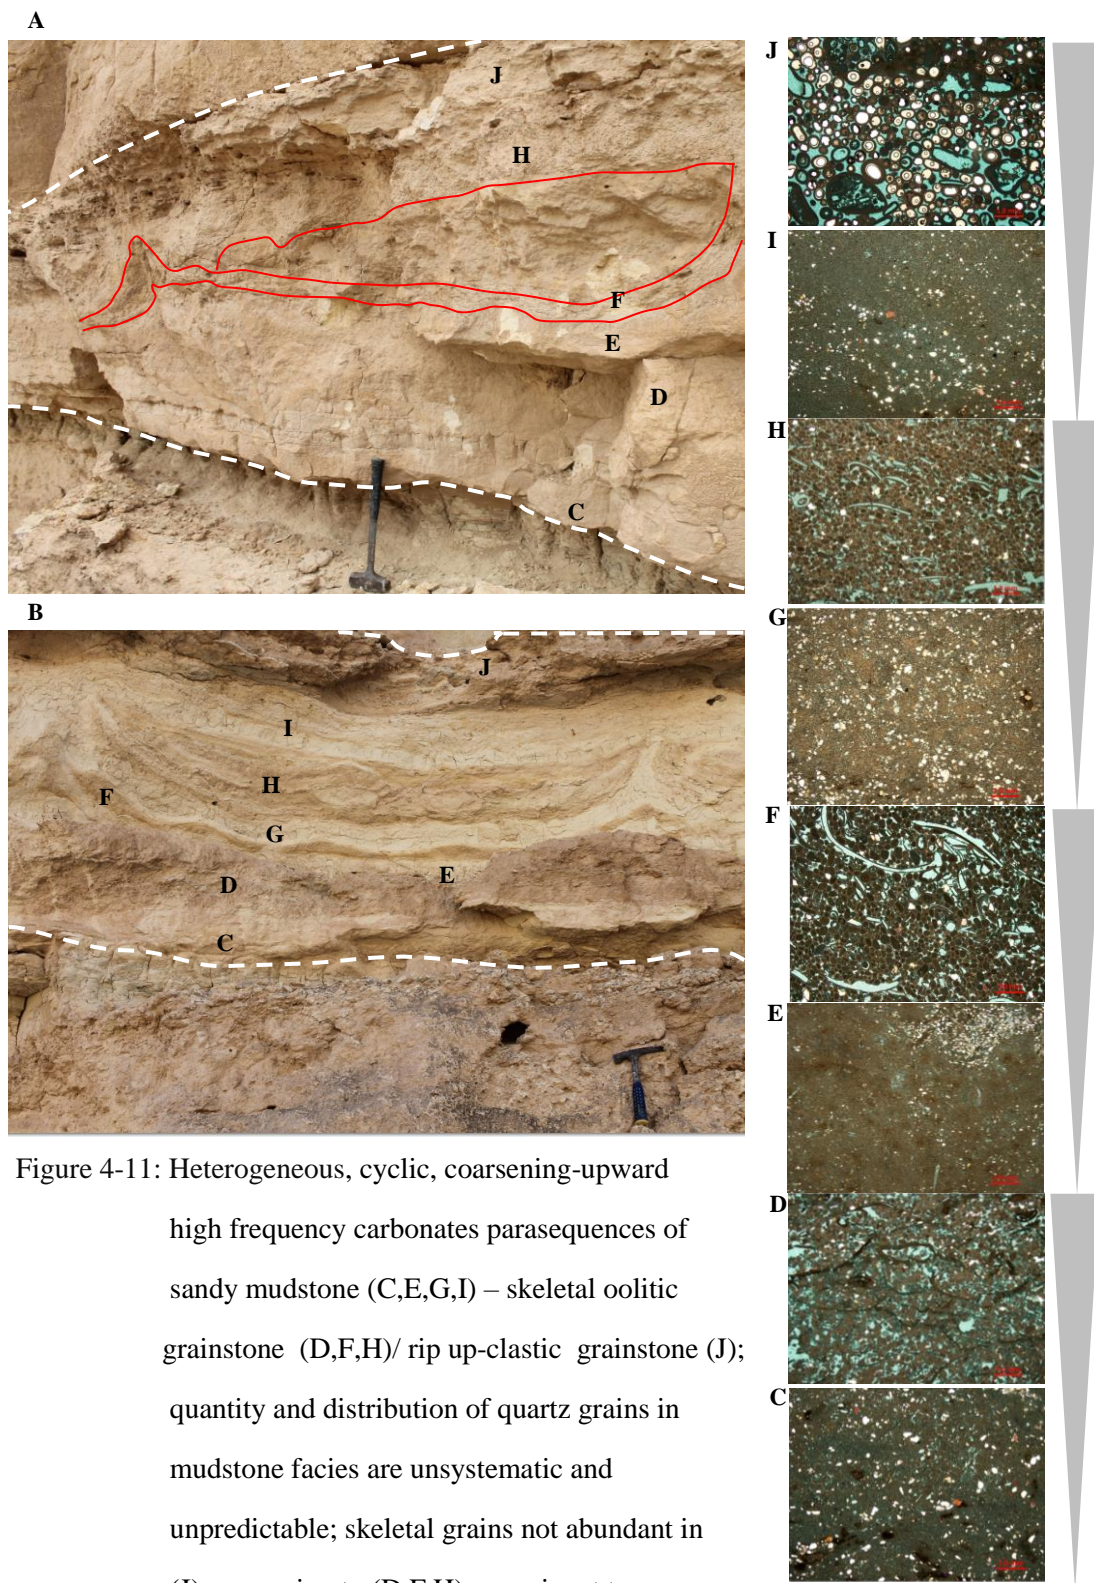 A
J
H
F
E
D
C
B
J
I
H
F
G
D
E
C
J
I
H
G
F
E
D
C
Figure 4-11: Heterogeneous, cyclic, coarsening-upward
high frequency carbonates parasequences of
sandy mudstone (C,E,G,I) – skeletal oolitic
grainstone (D,F,H)/ rip up-clastic grainstone (J);
quantity and distribution of quartz grains in
mudstone facies are unsystematic and
unpredictable; skeletal grains not abundant in